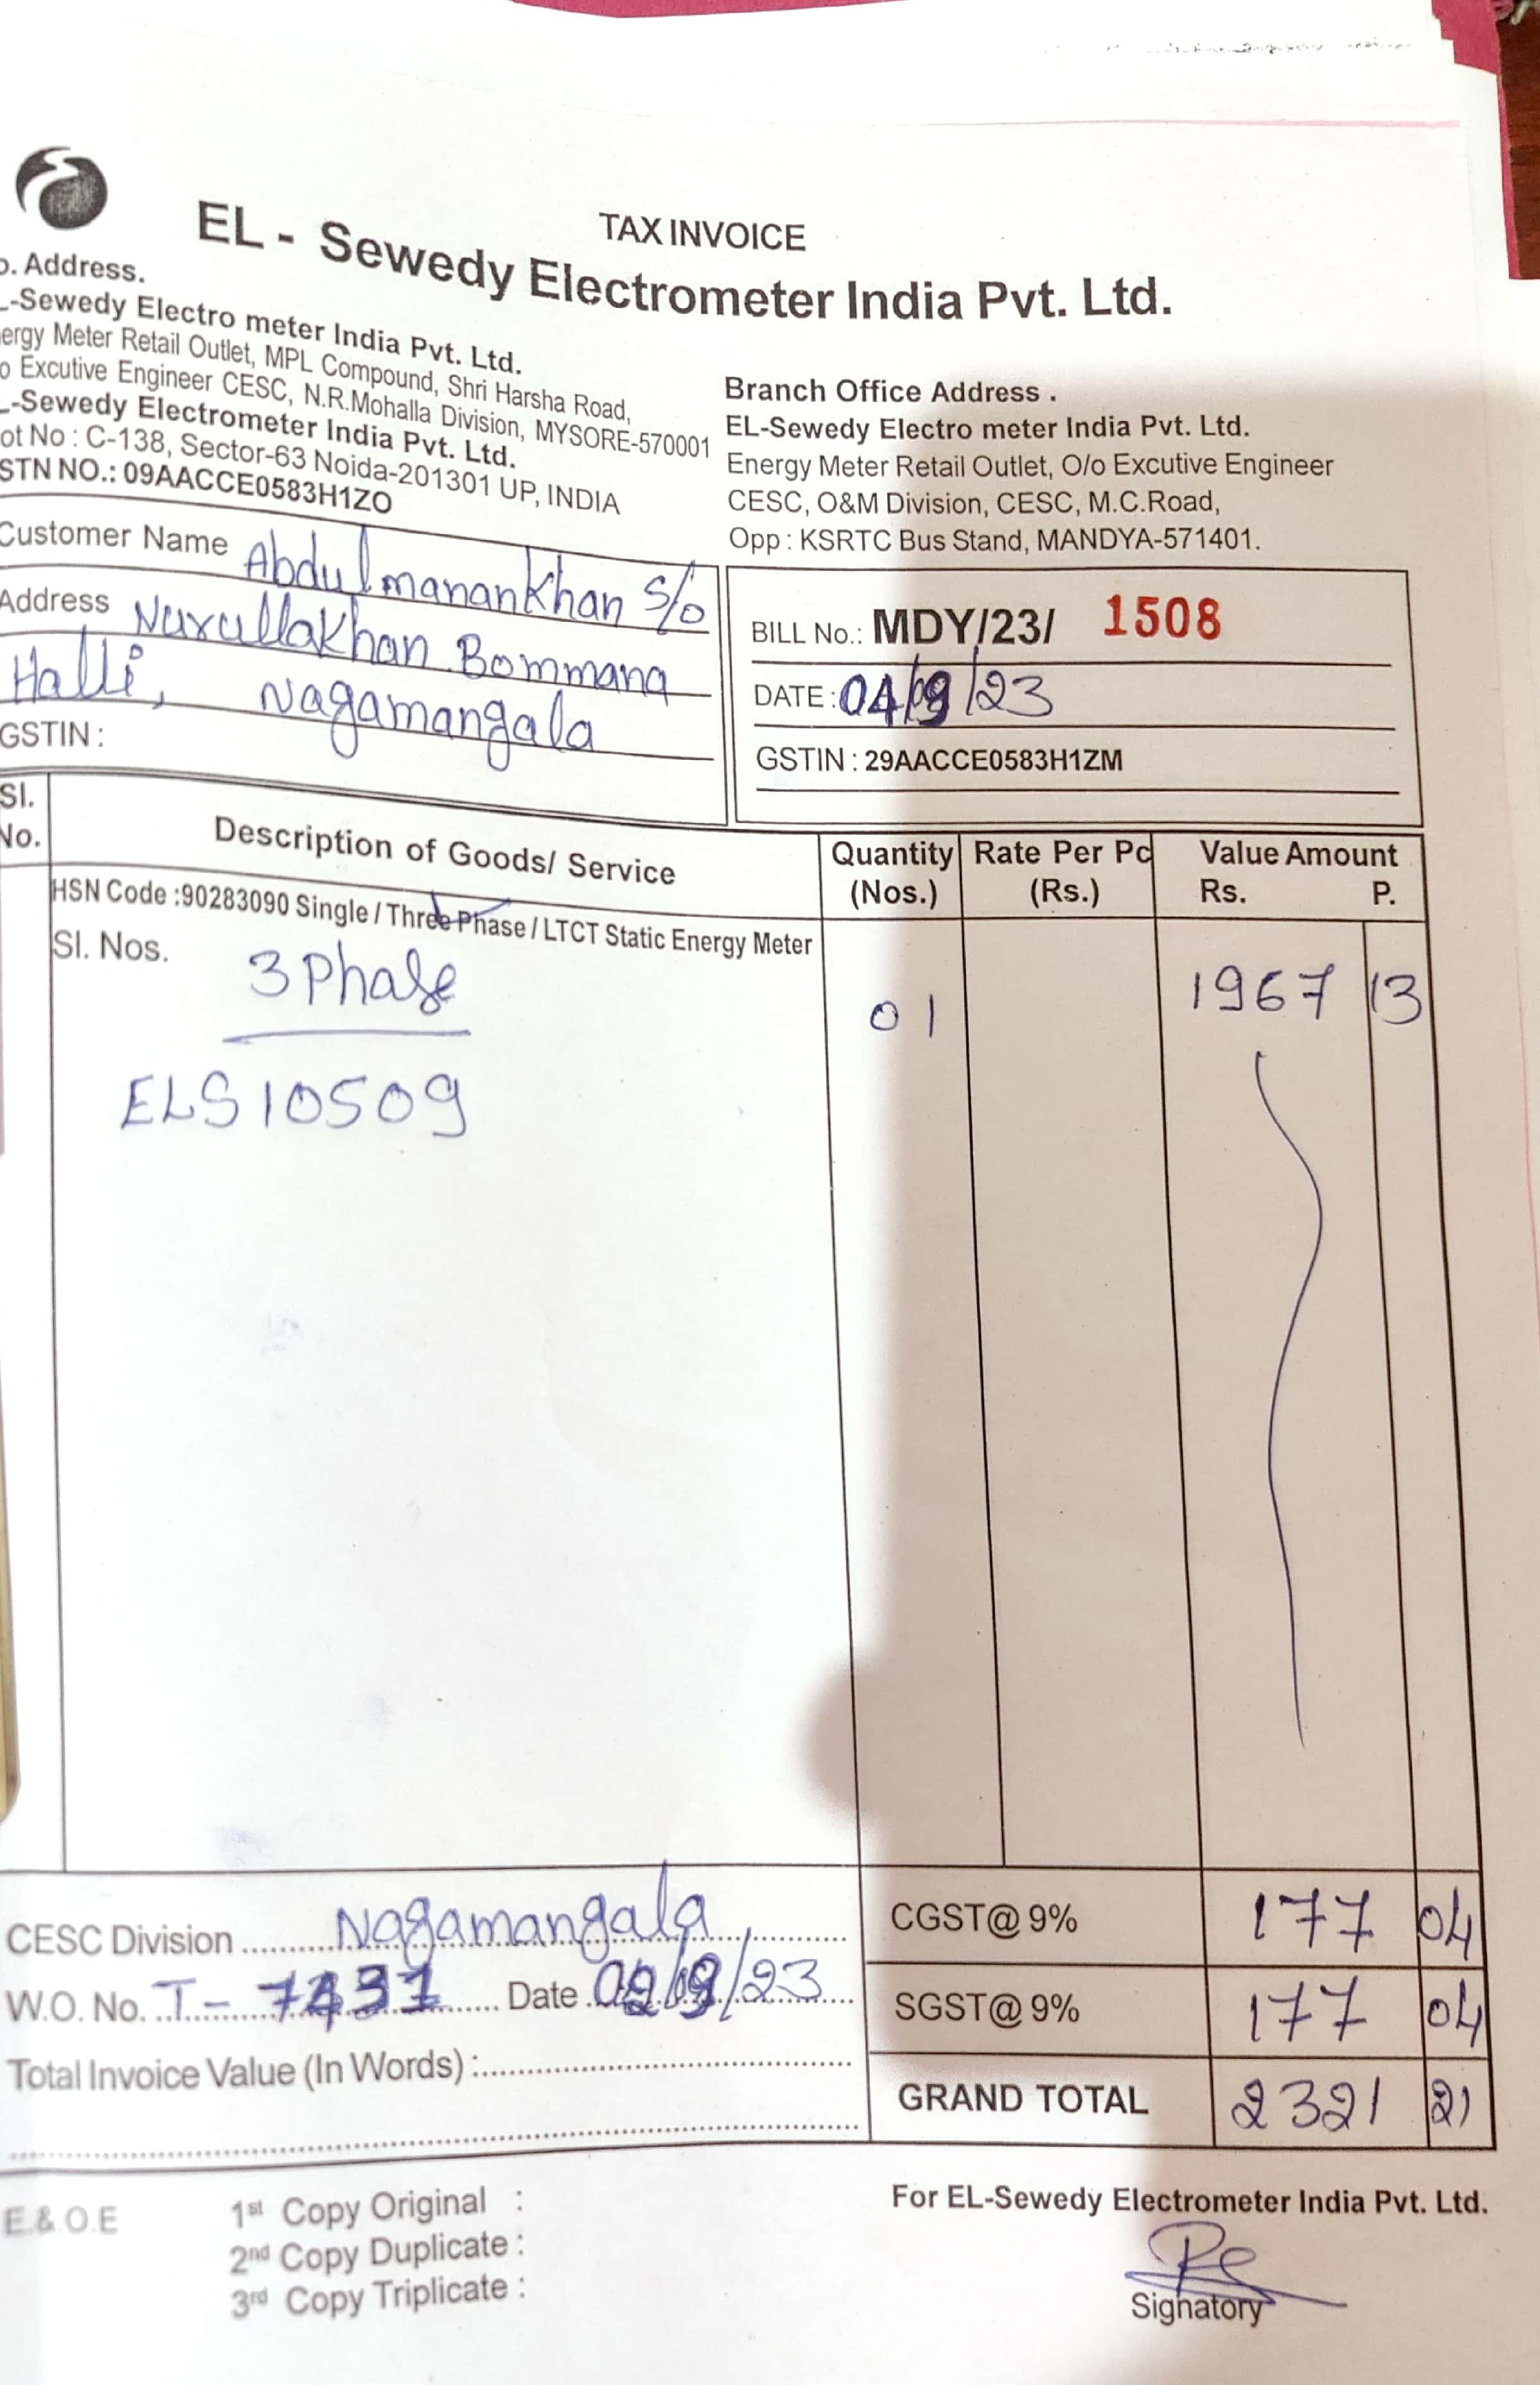 TAX INVOICE
EL - Sewedy Electrometer India Pvt. Ltd.
o. Address.
-Sewedy Electro meter India Pvt. Ltd.
ergy Meter Retail Outlet, MPL Compound, Shri Harsha Road,
o Excutive Engineer CESC, N.R.Mohalla Division, MYSORE-570001
-Sewedy Electrometer India Pvt. Ltd.
ot No : C-138, Sector-63 Noida-201301 UP, INDIA
STN NO.: 09AACCE0583H1ZO
Branch Office Address .
EL-Sewedy Electro meter India Pvt. Ltd.
Energy Meter Retail Outlet, O/o Excutive Engineer
CESC, O&M Division, CESC, M.C.Road,
Opp : KSRTC Bus Stand, MANDYA-571401.
Customer Name Abdulmanankhan S/o
Address Nurullakhan Bommana
Halli, Nagamangala
GSTIN :
BILL No.: MDY/23/ 1508
DATE : 04/9/23
GSTIN : 29AACCE0583H1ZM
Sl. No. Description of Goods/ Service Quantity (Nos.) Rate Per Pc (Rs.) Value Amount Rs. P.
HSN Code :90283090 Single / Three Phase / LTCT Static Energy Meter
Sl. Nos. 3 Phase 01 1967 13
ELS10509
CESC Division Nagamangala
W.O. No. T- Date /23
Total Invoice Value (In Words) :
CGST@ 9% 177 04
SGST@ 9% 177 04
GRAND TOTAL 2321 21
E.& O.E
1st Copy Original :
2nd Copy Duplicate :
3rd Copy Triplicate :
For EL-Sewedy Electrometer India Pvt. Ltd.
Signatory